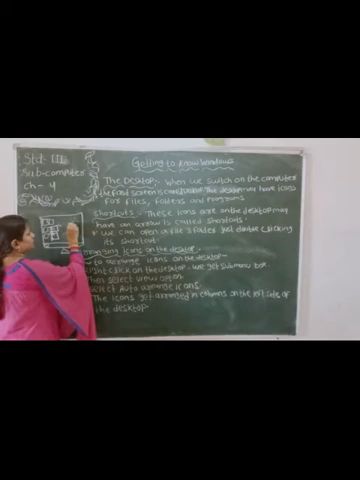 Std. III
Sub-computer
ch- 4
Getting to know windows
The Desktop:- When we switch on the computer
the first screen is called Desktop. The desktop may have icons
for files, folders and programs
Shortcuts:- These icons are on the desktop may
have an arrow is called shortcuts.
* We can open a file & folder just double clicking
its shortcut.
Arranging icons on the desktop
to arrange icons on the desktop-
Right click on the desktop - we get submenu box
Then select view option
select Auto arrange icons.
The icons get arranged in columns on the left side of
the desktop